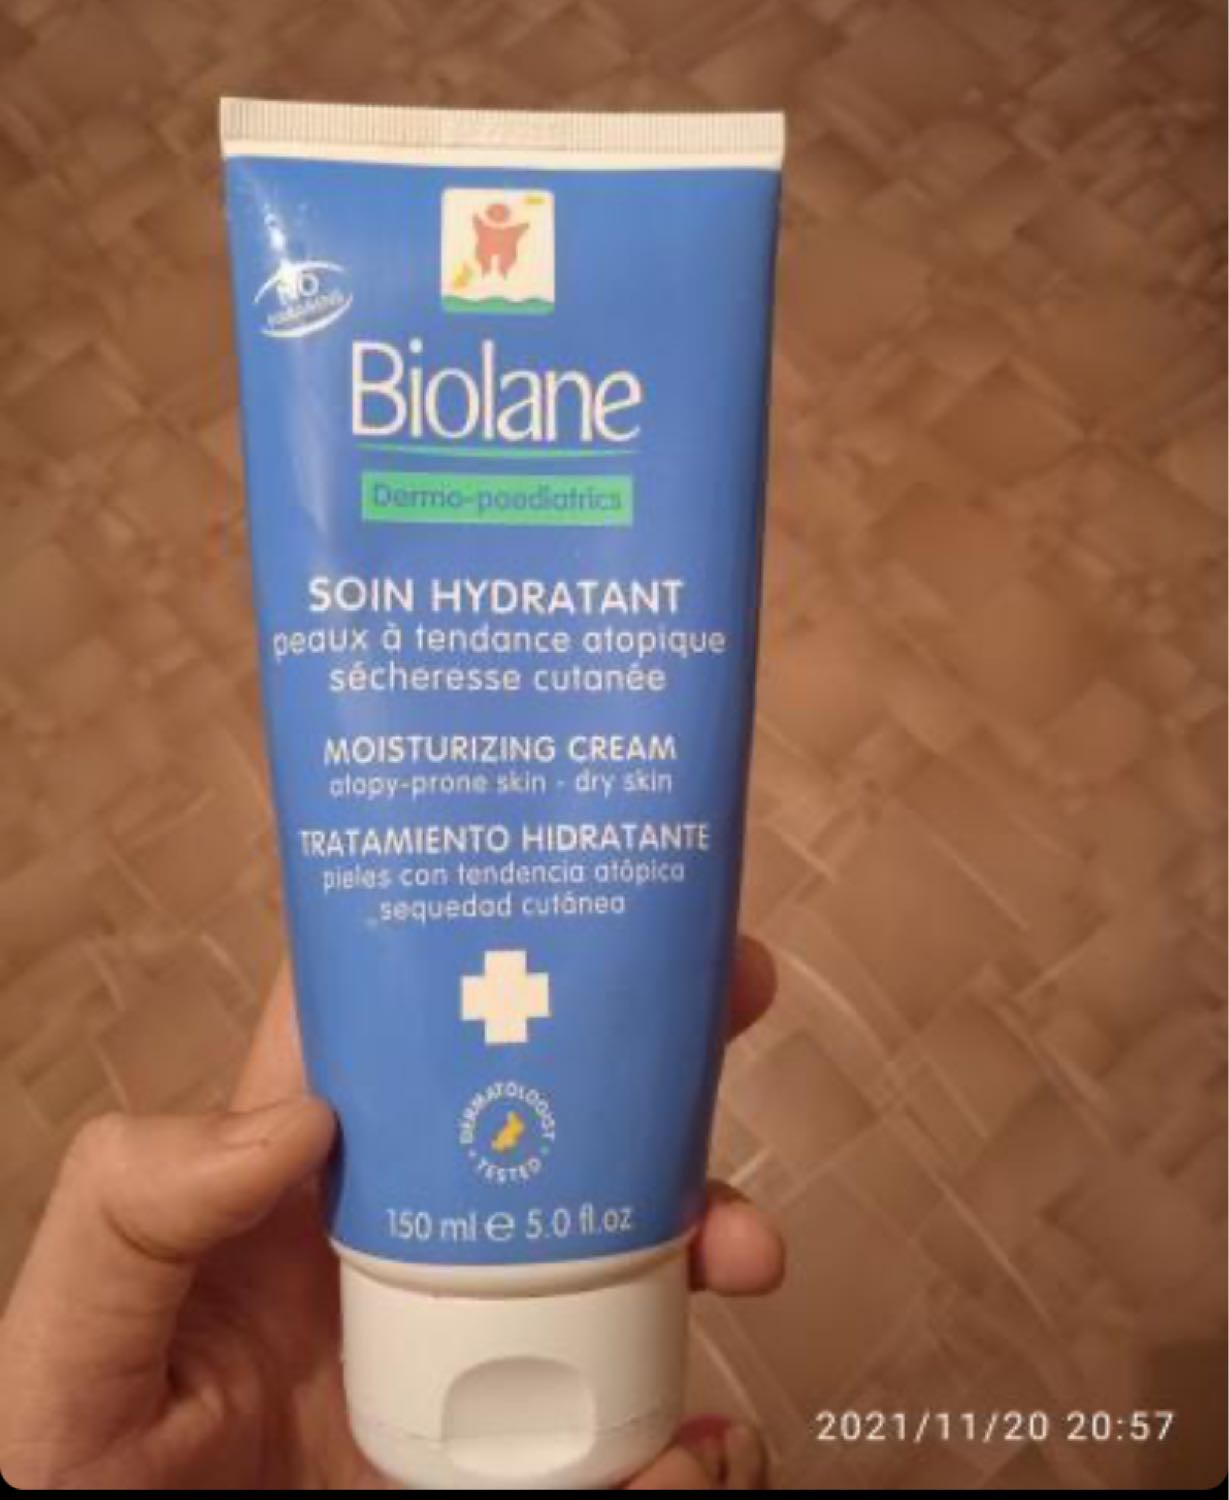 NO
PARABENS
Biolane
Dermo-paediatrics
SOIN HYDRATANT
peaux à tendance atopique
sécheresse cutanée
MOISTURIZING CREAM
atopy-prone skin - dry skin
TRATAMIENTO HIDRATANTE
pieles con tendencia atópica
sequedad cutánea
DERMATOLOGIST
- TESTED -
150 ml e 5.0 fl.oz
2021/11/20 20:57